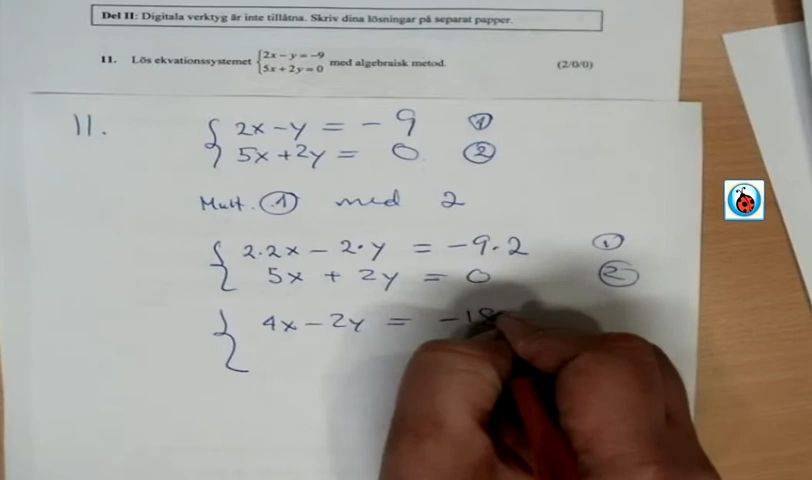 Del II: Digitala verktyg är inte tillåtna. Skriv dina lösningar på separat papper.
11. Lös ekvationssystemet {2x − y = −9 med algebraisk metod. (2/0/0)
{5x + 2y = 0
11. { 2x − y = − 9 ①
5x + 2y = 0 ②
Mult. ① med 2
{ 2·2x − 2·y = −9·2 ①
5x + 2y = 0 ②
{ 4x − 2y = −18